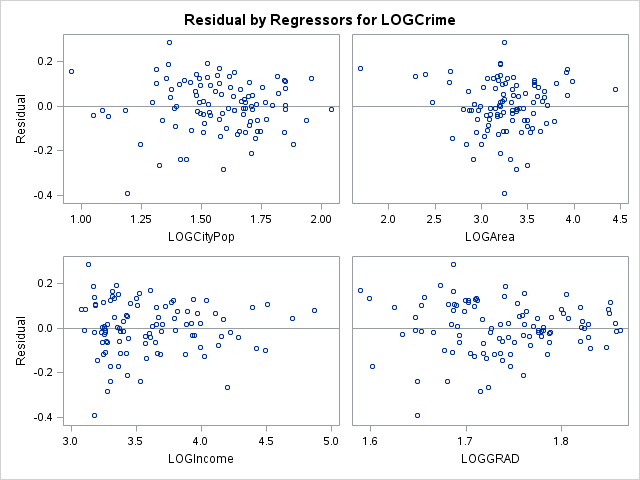 Residual by Regressors for LOGCrime
Residual
0.2
0.0
-0.2
-0.4
1.00 1.25 1.50 1.75 2.00
LOGCityPop
2.0 2.5 3.0 3.5 4.0 4.5
LOGArea
Residual
0.2
0.0
-0.2
-0.4
3.0 3.5 4.0 4.5 5.0
LOGIncome
1.6 1.7 1.8
LOGGRAD